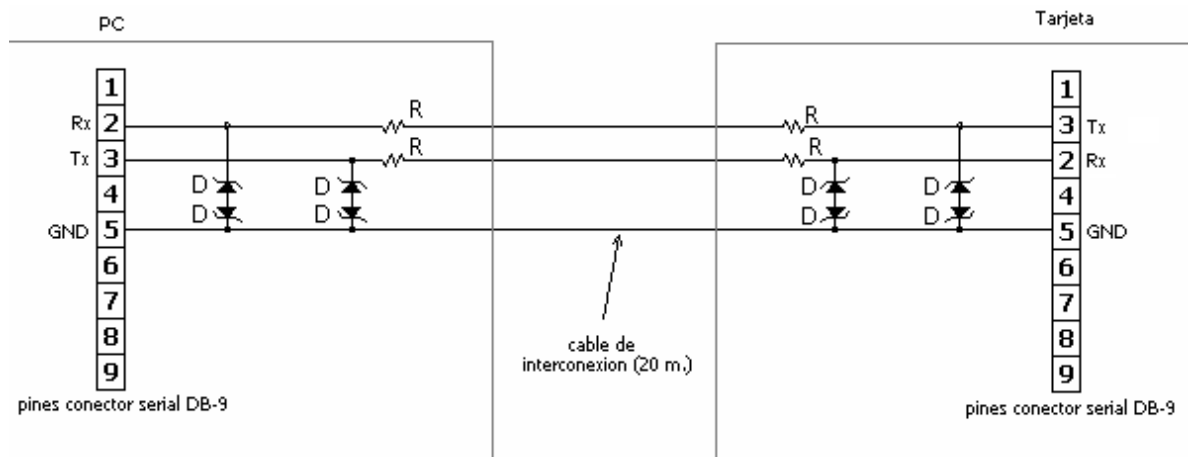 PC
Tarjeta
1
1
R
R
Rx 2
3 Tx
R
R
Tx 3
2 Rx
D
D
D
D
4
4
D
D
D
D
GND 5
5 GND
6
6
7
7
8
8
9
9
cable de
interconexion (20 m.)
pines conector serial DB-9
pines conector serial DB-9